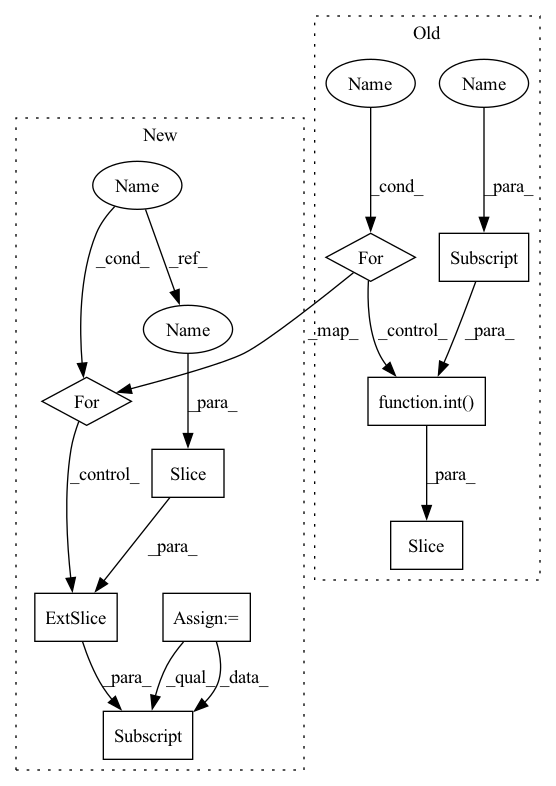 Old
Name
Name
New
_cond_
_para_
Name
For
Subscript
_cond_
_ref_
Name
_map_
_control_
_para_
For
_para_
function.int()
_control_
Slice
_para_
_para_
Slice
ExtSlice
Assign:=
_para_
_qual_
_data_
Subscript